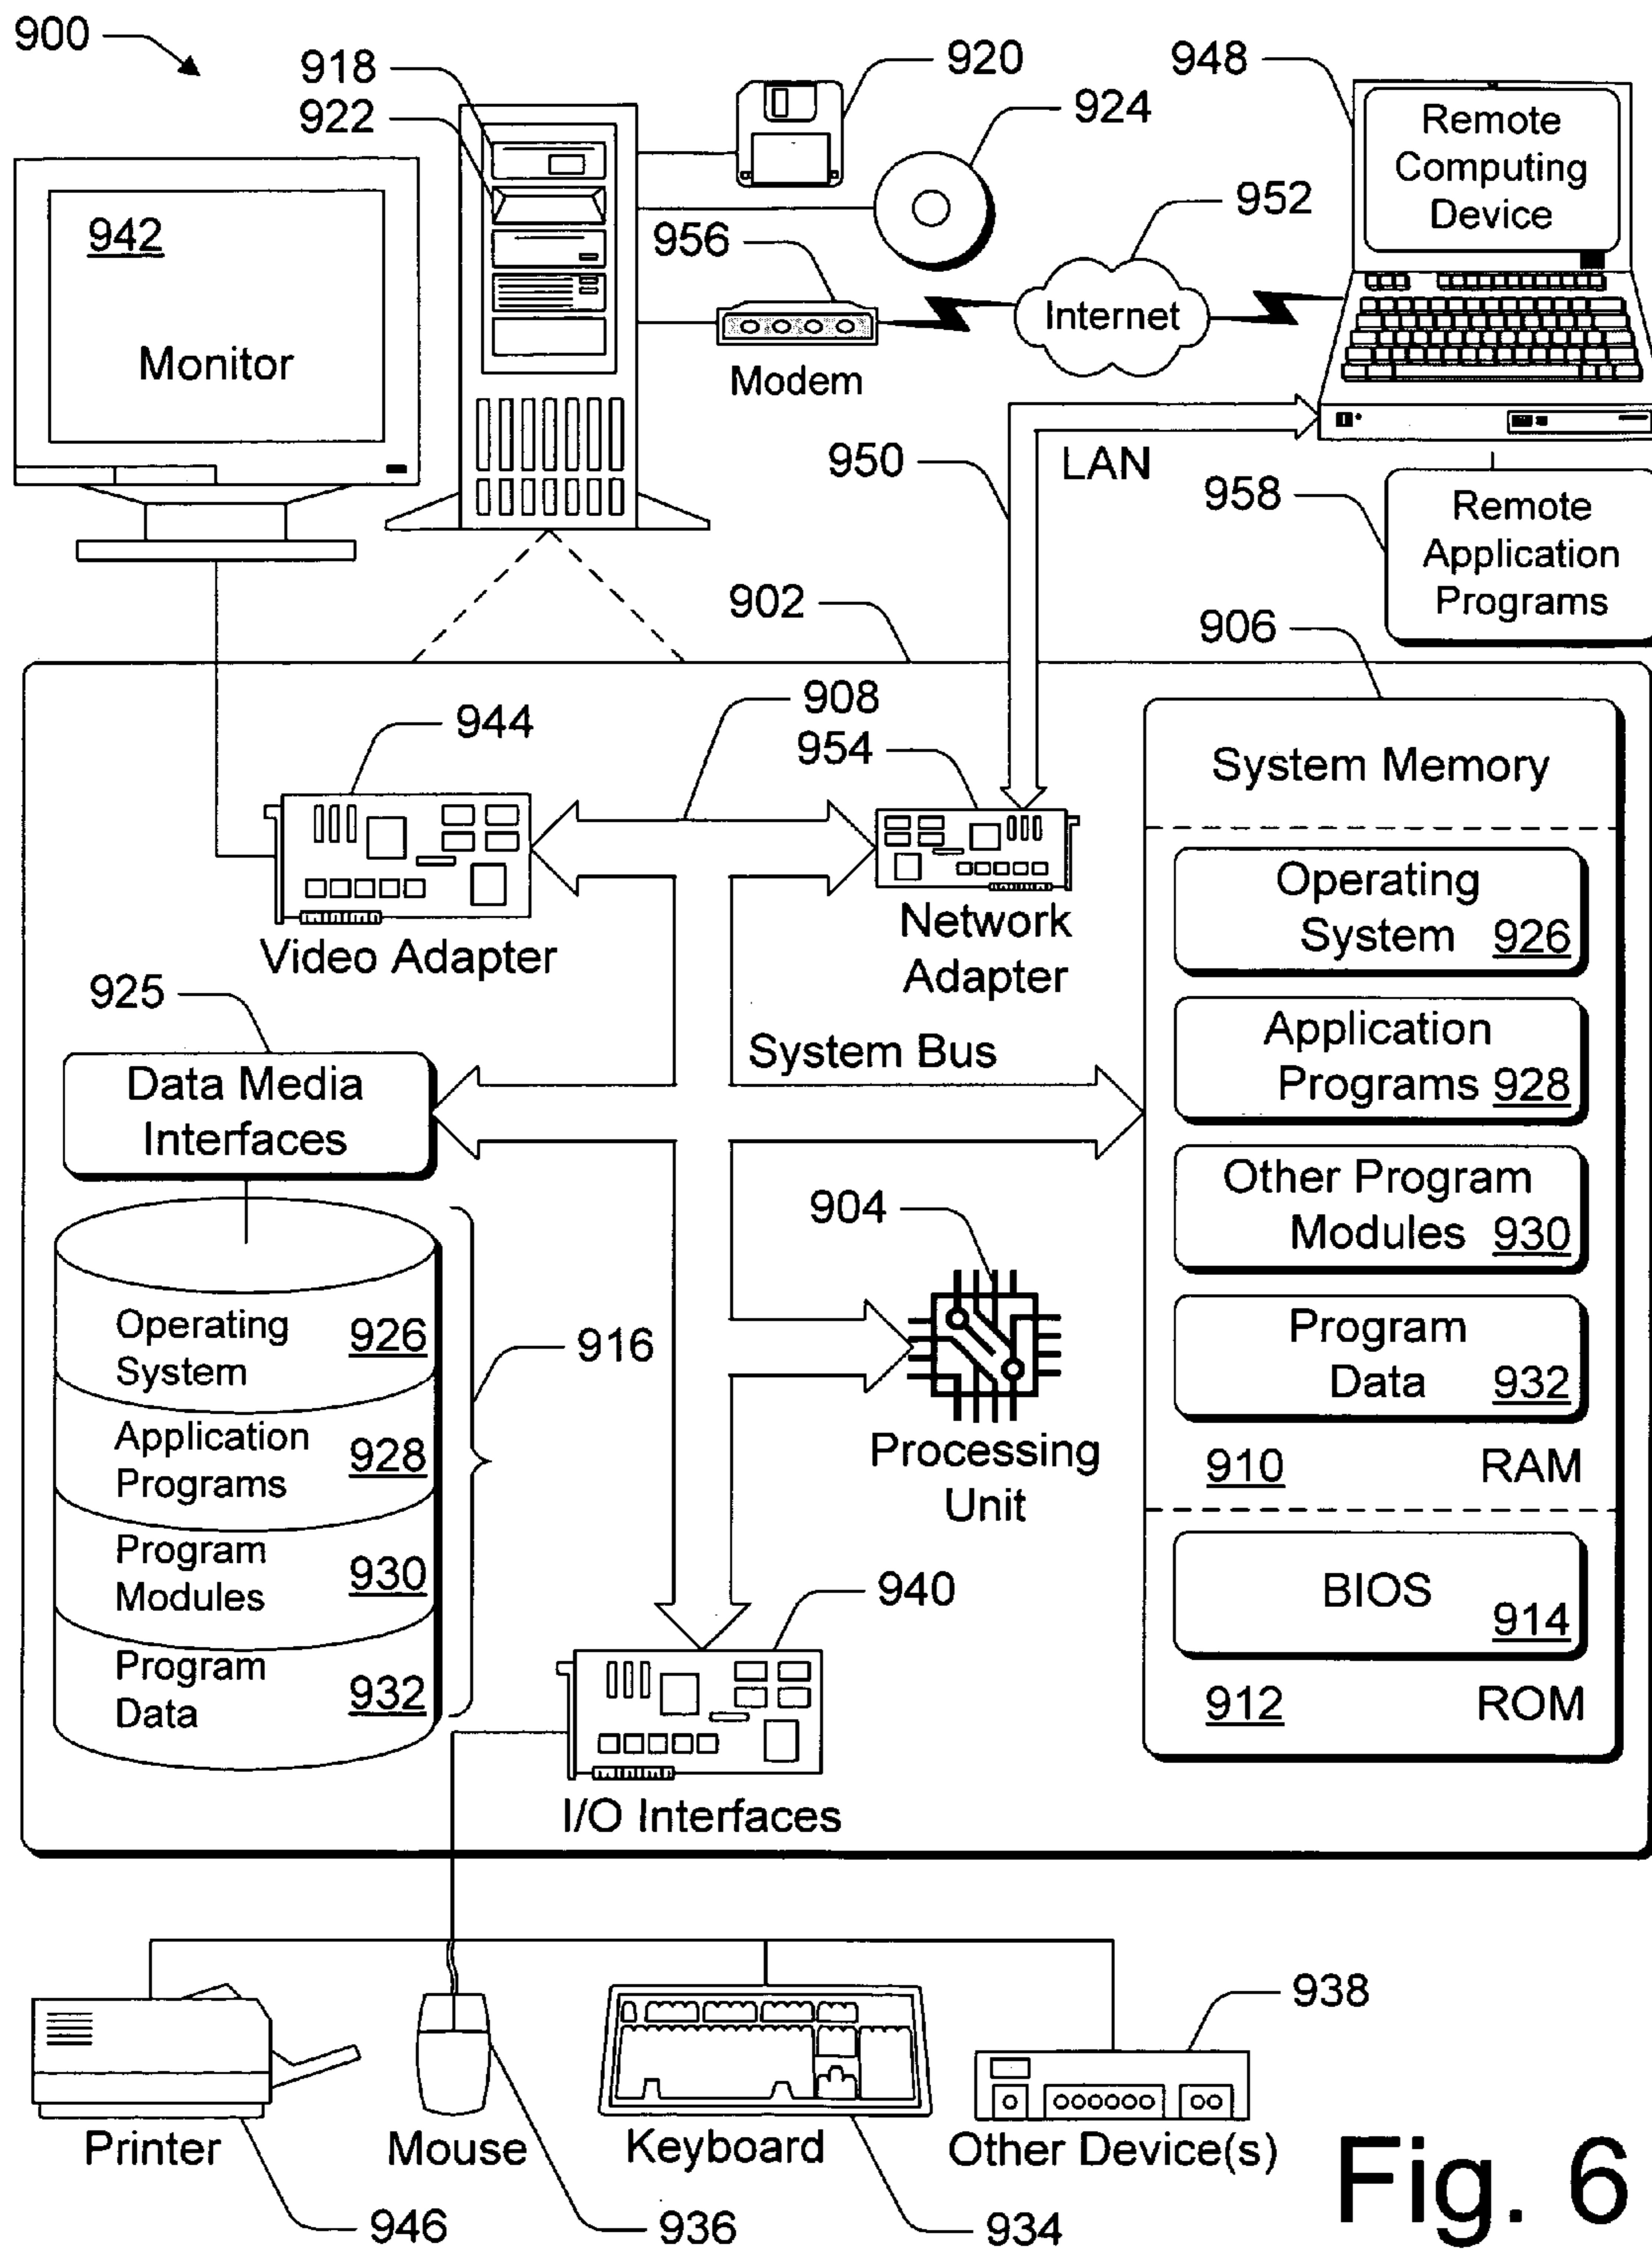 900
918
922
920
924
948
Remote
Computing
Device
942
Monitor
956
Modem
952
Internet
950
LAN
958
Remote
Application
Programs
902
906
944
Video Adapter
908
954
Network
Adapter
System Memory
Operating
System 926
Application
Programs 928
Other Program
Modules 930
Program
Data 932
910 RAM
BIOS
914
912 ROM
925
Data Media
Interfaces
System Bus
Operating
System 926
Application
Programs 928
Program
Modules 930
Program
Data 932
916
904
Processing
Unit
940
I/O Interfaces
938
Printer
Mouse
Keyboard
Other Device(s)
946
936
934
Fig. 6